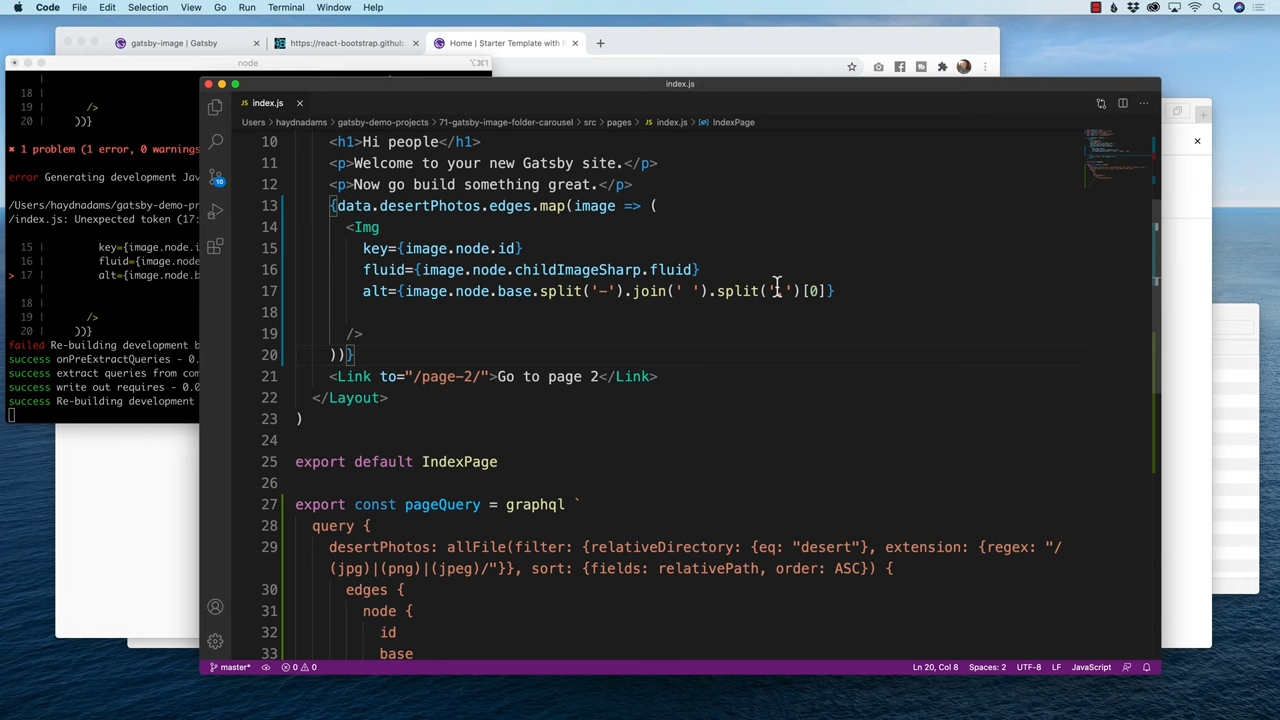 Code File Edit Selection View Go Run Terminal Window Help
gatsby-image | Gatsby
https://react-bootstrap.github
Home | Starter Template with
node
⌥⌘1
index.js
index.js
Users haydnadams gatsby-demo-projects 71-gatsby-image-folder-carousel src pages index.js IndexPage
18
19 | />
20 | ))}
✖ 1 problem (1 error, 0 warnings
error Generating development Jav
/Users/haydnadams/gatsby-demo-pro
/index.js: Unexpected token (17:
15 | key={image.node.i
16 | fluid={image.node
> 17 | alt={image.node.b
18 |
19 | />
20 | ))}
failed Re-building development b
success onPreExtractQueries - 0.
success extract queries from com
success write out requires - 0.0
success Re-building development
10 <h1>Hi people</h1>
11 <p>Welcome to your new Gatsby site.</p>
12 <p>Now go build something great.</p>
13 {data.desertPhotos.edges.map(image => (
14 <Img
15 key={image.node.id}
16 fluid={image.node.childImageSharp.fluid}
17 alt={image.node.base.split('-').join(' ').split('.')[0]}
18
19 />
20 ))}
21 <Link to="/page-2/">Go to page 2</Link>
22 </Layout>
23 )
24
25 export default IndexPage
26
27 export const pageQuery = graphql `
28 query {
29 desertPhotos: allFile(filter: {relativeDirectory: {eq: "desert"}, extension: {regex: "/
(jpg)|(png)|(jpeg)/"}}, sort: {fields: relativePath, order: ASC}) {
30 edges {
31 node {
32 id
33 base
10
master* 0 0
Ln 20, Col 8 Spaces: 2 UTF-8 LF JavaScript